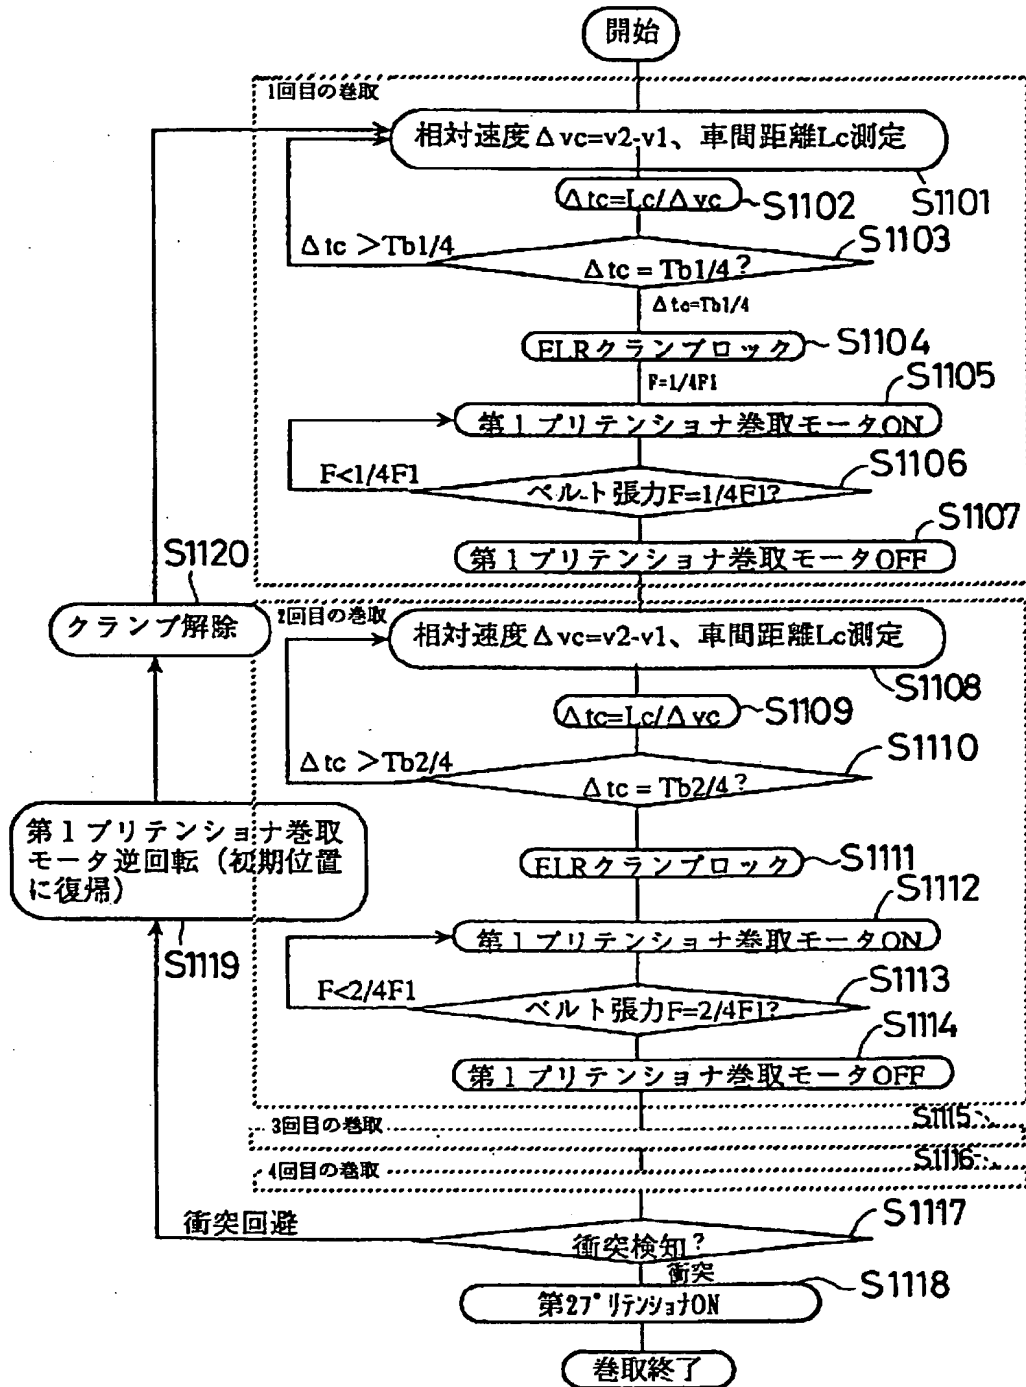 開始
1回目の巻取
相対速度Δvc=v2-v1、車間距離Lc測定
S1101
Δtc=Lc/Δvc
S1102
S1103
Δtc＞Tb1/4
Δtc = Tb1/4?
Δtc=Tb1/4
ELRクランプロック
S1104
F=1/4F1
S1105
第1プリテンショナ巻取モータON
F<1/4F1
S1106
ベルト張力F=1/4F1?
S1107
第1プリテンショナ巻取モータOFF
S1120
クランプ解除
2回目の巻取
相対速度Δvc=v2-v1、車間距離Lc測定
S1108
Δtc=Lc/Δvc
S1109
S1110
Δtc＞Tb2/4
Δtc = Tb2/4?
第1プリテンショナ巻取
モータ逆回転（初期位置
に復帰）
S1119
ELRクランプロック
S1111
S1112
第1プリテンショナ巻取モータON
F<2/4F1
S1113
ベルト張力F=2/4F1?
S1114
第1プリテンショナ巻取モータOFF
S1115
3回目の巻取
S1116
4回目の巻取
衝突回避
S1117
衝突検知?
衝突
S1118
第2ﾌﾟﾘﾃﾝｼｮﾅON
巻取終了